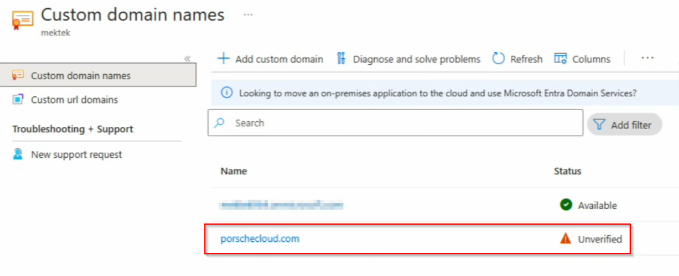 Custom domain names ...
mektek
«
Custom domain names
Custom url domains
Troubleshooting + Support
New support request
+ Add custom domain Diagnose and solve problems Refresh Columns ...
Looking to move an on-premises application to the cloud and use Microsoft Entra Domain Services?
Search
Add filter
Name Status
Available
porschecloud.com Unverified